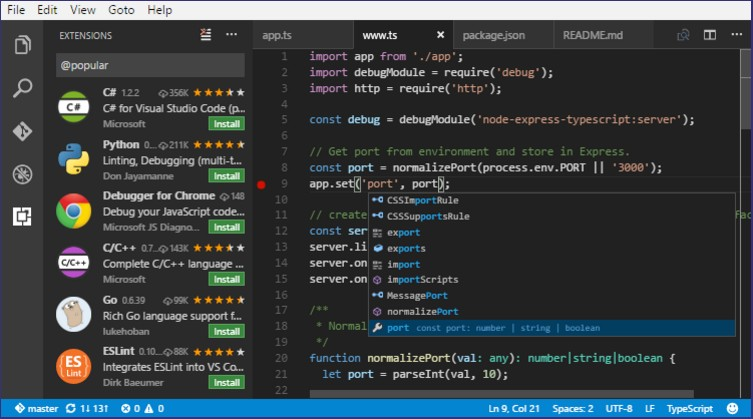 File Edit View Goto Help
EXTENSIONS
@popular
C# 1.2.2 356K
C# for Visual Studio Code (p...
Microsoft Install
Python 0.... 211K
Linting, Debugging (multi-t...
Don Jayamanne Install
Debugger for Chrome 148
Debug your JavaScript code...
Microsoft JS Diagno... Install
C/C++ 0.7... 143K
Complete C/C++ language ...
Microsoft Install
Go 0.6.39 99K
Rich Go language support f...
lukehoban Install
ESLint 0.10... 88K
Integrates ESLint into VS Co...
Dirk Baeumer Install
app.ts www.ts package.json README.md
1 import app from './app';
2 import debugModule = require('debug');
3 import http = require('http');
4
5 const debug = debugModule('node-express-typescript:server');
6
7 // Get port from environment and store in Express.
8 const port = normalizePort(process.env.PORT || '3000');
9 app.set('port', port);
10
11 // create
12 const ser
13 server.li
14 server.on
15 server.on
16
17 /**
18 * Normal
19 */
20 function normalizePort(val: any): number|string|boolean {
21 let port = parseInt(val, 10);
22
CSSImportRule
CSSSupportsRule
export
exports
import
importScripts
MessagePort
normalizePort
port const port: number | string | boolean
master 1↓ 13↑ 0 0 Ln 9, Col 21 Spaces: 2 UTF-8 LF TypeScript